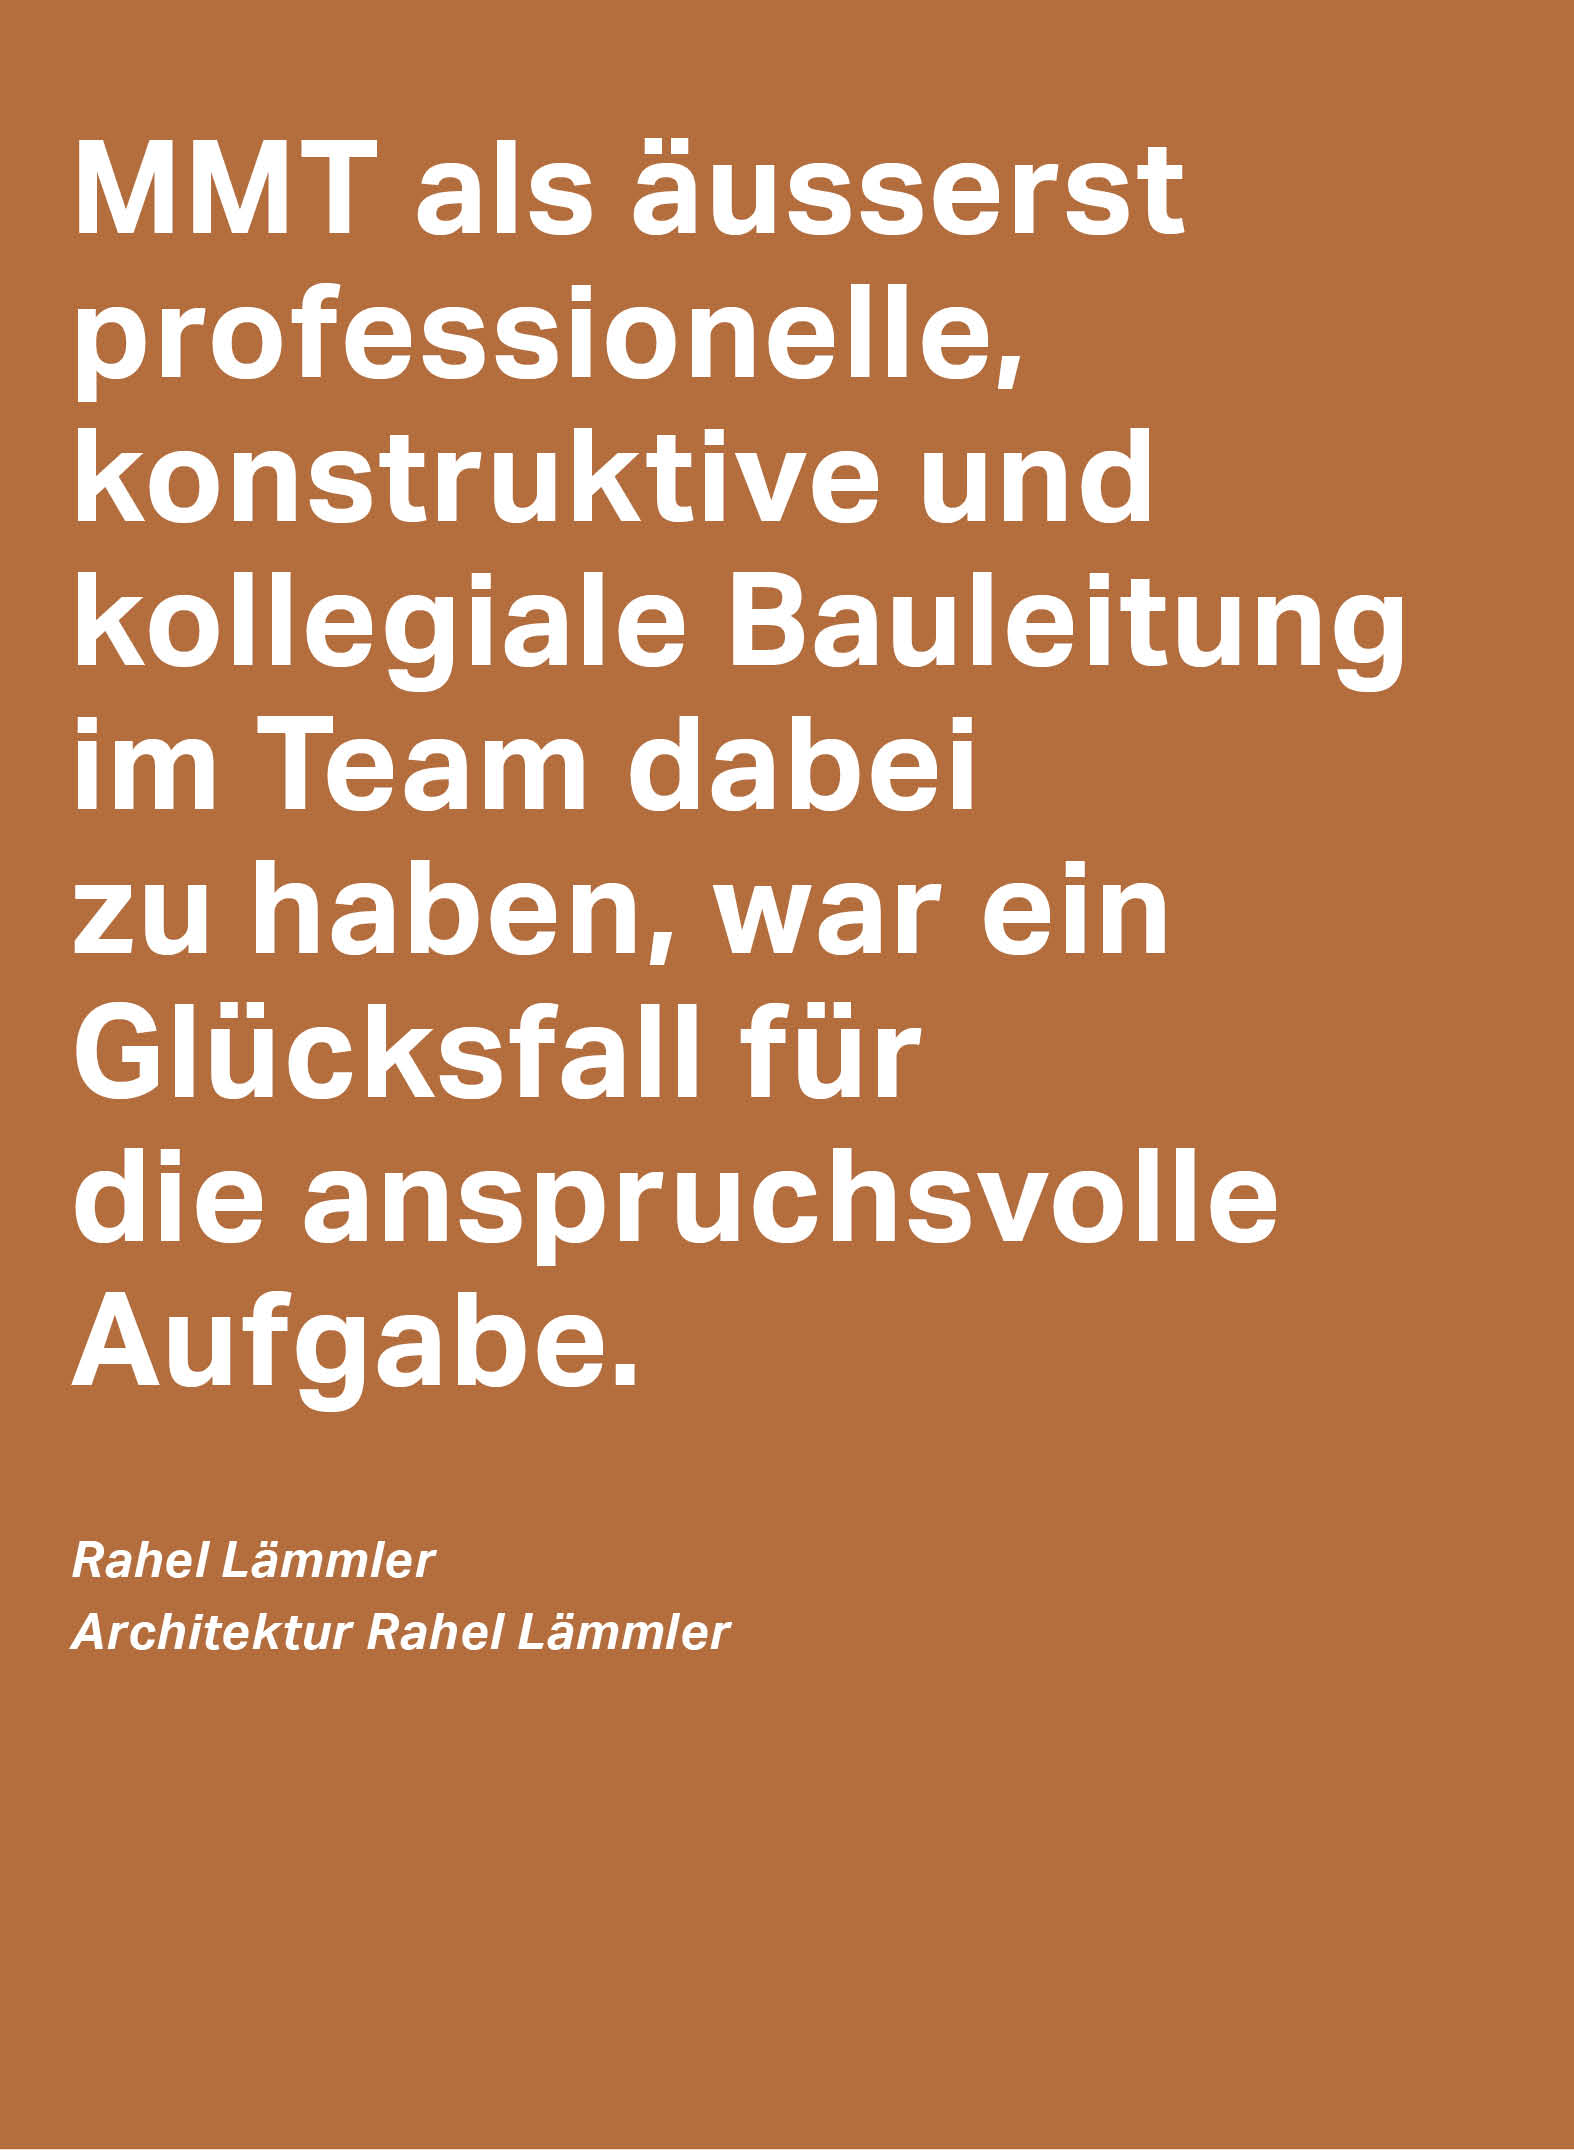 MMT als äusserst
professionelle,
konstruktive und
kollegiale Bauleitung
im Team dabei
zu haben, war ein
Glücksfall für
die anspruchsvolle
Aufgabe.
Rahel Lämmler
Architektur Rahel Lämmler